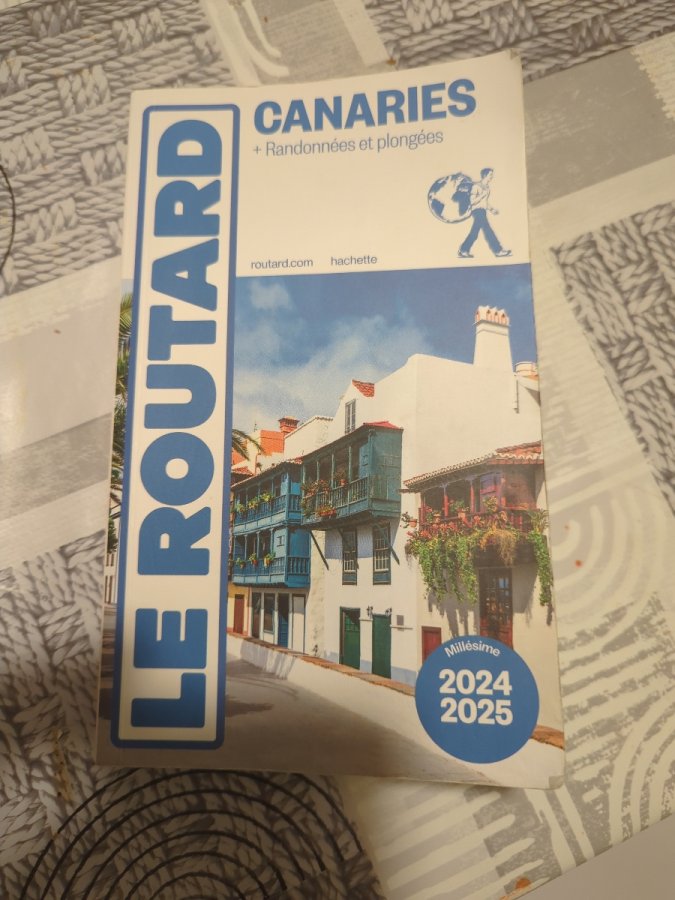 LE ROUTARD
CANARIES
+ Randonnées et plongées
routard.com hachette
Millésime
2024
2025